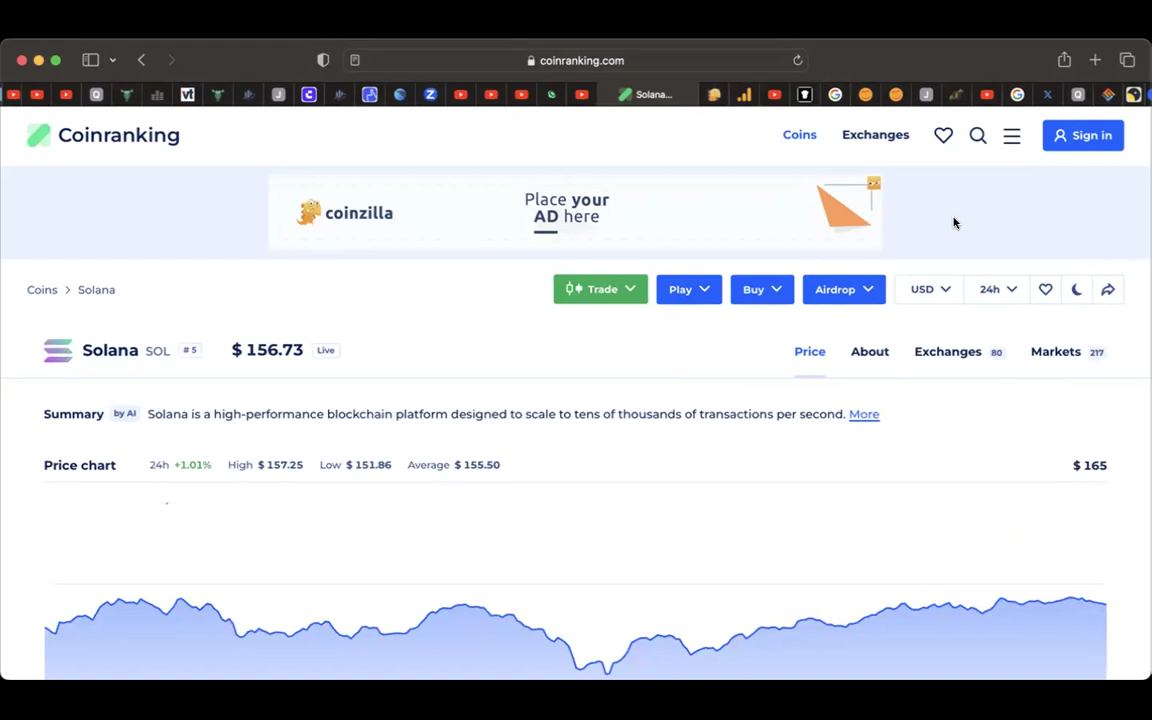 coinranking.com
Solana...
Coinranking
Coins
Exchanges
Sign in
coinzilla
Place your
AD here
Coins > Solana
Trade
Play
Buy
Airdrop
USD
24h
Solana SOL # 5 $ 156.73 Live
Price
About
Exchanges 80
Markets 217
Summary by AI Solana is a high-performance blockchain platform designed to scale to tens of thousands of transactions per second. More
Price chart 24h +1.01% High $ 157.25 Low $ 151.86 Average $ 155.50
$ 165